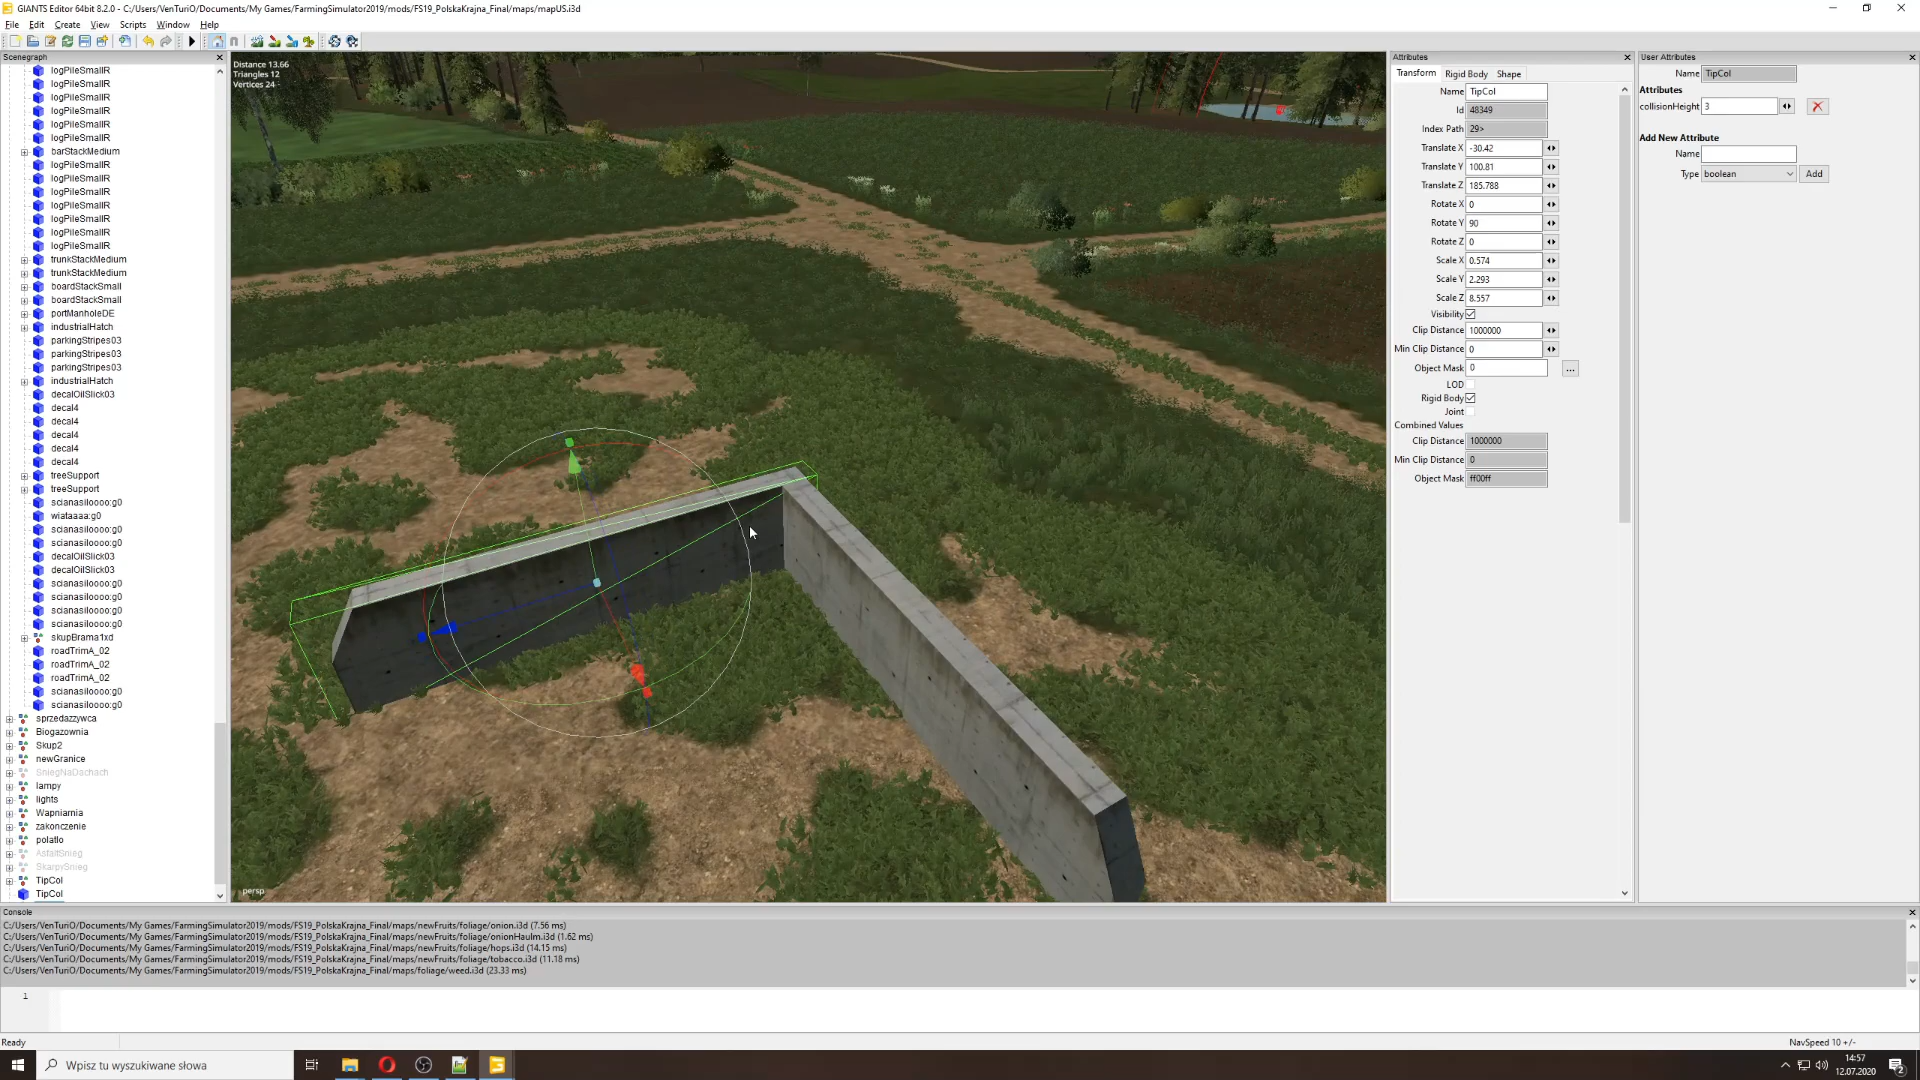 GIANTS Editor 64bit 8.2.0 - C:/Users/VenTuriO/Documents/My Games/FarmingSimulator2019/mods/FS19_PolskaKrajna_Final/maps/mapUS.i3d
File Edit Create View Scripts Window Help
Scenegraph
logPileSmallR
logPileSmallR
logPileSmallR
logPileSmallR
logPileSmallR
logPileSmallR
barStackMedium
logPileSmallR
logPileSmallR
logPileSmallR
logPileSmallR
logPileSmallR
logPileSmallR
logPileSmallR
trunkStackMedium
trunkStackMedium
boardStackSmall
boardStackSmall
portManholeDE
industrialHatch
parkingStripes03
parkingStripes03
parkingStripes03
industrialHatch
decalOilSlick03
decal4
decal4
decal4
decal4
decal4
treeSupport
treeSupport
scianasiloooo:g0
wiataaaa:g0
scianasiloooo:g0
scianasiloooo:g0
decalOilSlick03
decalOilSlick03
scianasiloooo:g0
scianasiloooo:g0
scianasiloooo:g0
scianasiloooo:g0
skupBrama1xd
roadTrimA_02
roadTrimA_02
roadTrimA_02
scianasiloooo:g0
scianasiloooo:g0
sprzedazzywca
Biogazownia
Skup2
newGranice
SniegNaDachach
lampy
lights
Wapniarnia
zakonczenie
polatlo
AsfaltSnieg
SkarpySnieg
TipCol
TipCol
Distance 13.66
Triangles 12
Vertices 24
persp
Attributes
Transform Rigid Body Shape
Name TipCol
Id 48349
Index Path 29>
Translate X -30.42
Translate Y 100.81
Translate Z 185.788
Rotate X 0
Rotate Y 90
Rotate Z 0
Scale X 0.574
Scale Y 2.293
Scale Z 8.557
Visibility
Clip Distance 1000000
Min Clip Distance 0
Object Mask 0 ...
LOD
Rigid Body
Joint
Combined Values
Clip Distance 1000000
Min Clip Distance 0
Object Mask ff00ff
User Attributes
Name TipCol
Attributes
collisionHeight 3
Add New Attribute
Name
Type boolean Add
Console
C:/Users/VenTuriO/Documents/My Games/FarmingSimulator2019/mods/FS19_PolskaKrajna_Final/maps/newFruits/foliage/onion.i3d (7.56 ms)
C:/Users/VenTuriO/Documents/My Games/FarmingSimulator2019/mods/FS19_PolskaKrajna_Final/maps/newFruits/foliage/onionHaulm.i3d (1.62 ms)
C:/Users/VenTuriO/Documents/My Games/FarmingSimulator2019/mods/FS19_PolskaKrajna_Final/maps/newFruits/foliage/hops.i3d (14.15 ms)
C:/Users/VenTuriO/Documents/My Games/FarmingSimulator2019/mods/FS19_PolskaKrajna_Final/maps/newFruits/foliage/tobacco.i3d (11.18 ms)
C:/Users/VenTuriO/Documents/My Games/FarmingSimulator2019/mods/FS19_PolskaKrajna_Final/maps/foliage/weed.i3d (23.33 ms)
1
Ready
NavSpeed 10 +/-
Wpisz tu wyszukiwane słowa
14:57
12.07.2020
2